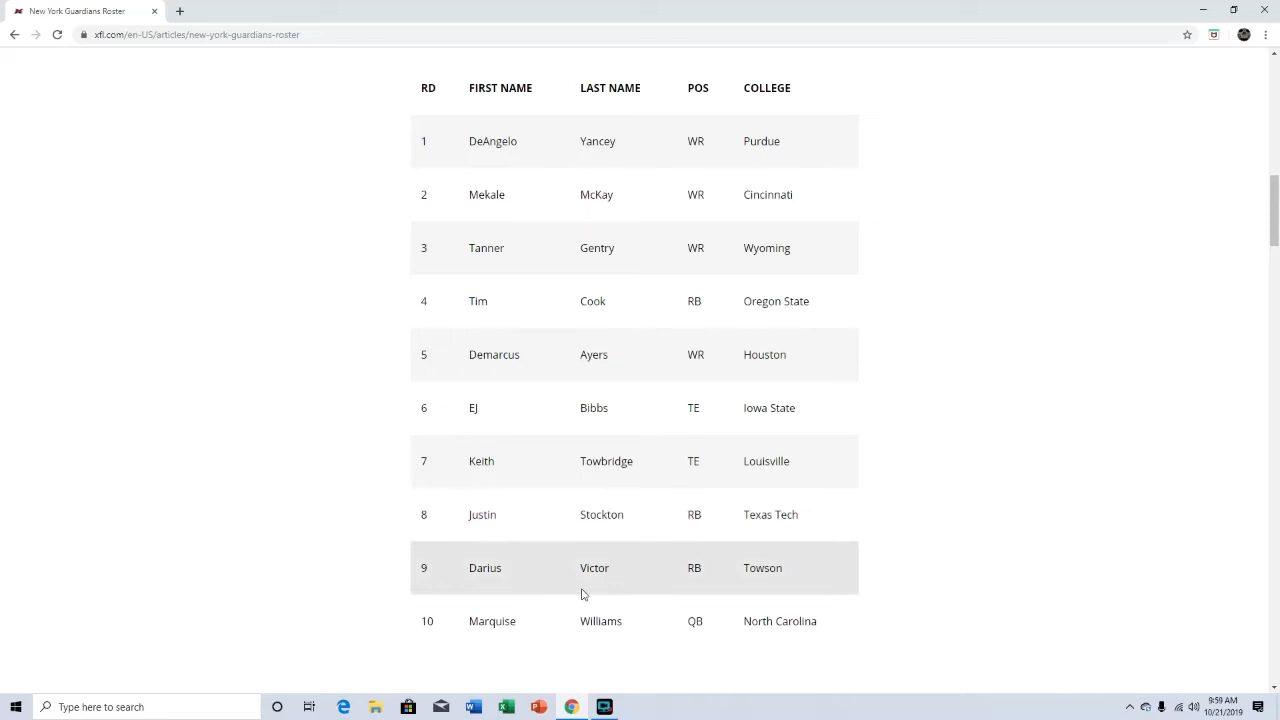 New York Guardians Roster
xfl.com/en-US/articles/new-york-guardians-roster
RD FIRST NAME LAST NAME POS COLLEGE
1 DeAngelo Yancey WR Purdue
2 Mekale McKay WR Cincinnati
3 Tanner Gentry WR Wyoming
4 Tim Cook RB Oregon State
5 Demarcus Ayers WR Houston
6 EJ Bibbs TE Iowa State
7 Keith Towbridge TE Louisville
8 Justin Stockton RB Texas Tech
9 Darius Victor RB Towson
10 Marquise Williams QB North Carolina
Type here to search
9:59 AM
10/21/2019